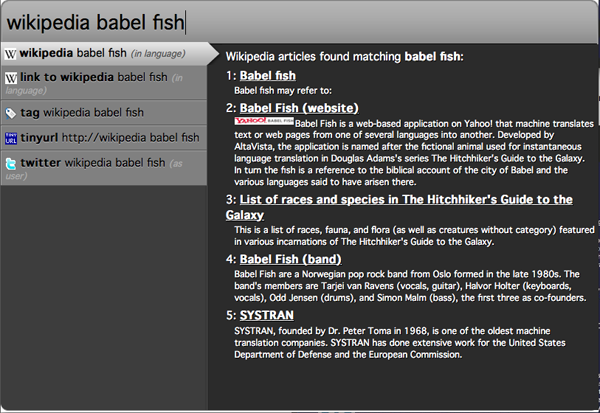 wikipedia babel fish
wikipedia babel fish (in language)
link to wikipedia babel fish (in
language)
tag wikipedia babel fish
tinyurl http://wikipedia babel fish
twitter wikipedia babel fish (as
user)
Wikipedia articles found matching babel fish:
1: Babel fish
Babel fish may refer to:
2: Babel Fish (website)
YAHOO! BABEL FISH Babel Fish is a web-based application on Yahoo! that machine translates
text or web pages from one of several languages into another. Developed by
AltaVista, the application is named after the fictional animal used for instantaneous
language translation in Douglas Adams's series The Hitchhiker's Guide to the Galaxy.
In turn the fish is a reference to the biblical account of the city of Babel and the
various languages said to have arisen there.
3: List of races and species in The Hitchhiker's Guide to the
Galaxy
This is a list of races, fauna, and flora (as well as creatures without category) featured
in various incarnations of The Hitchhiker's Guide to the Galaxy.
4: Babel Fish (band)
Babel Fish are a Norwegian pop rock band from Oslo formed in the late 1980s. The
band's members are Tarjei van Ravens (vocals, guitar), Halvor Holter (keyboards,
vocals), Odd Jensen (drums), and Simon Malm (bass), the first three as co-founders.
5: SYSTRAN
SYSTRAN, founded by Dr. Peter Toma in 1968, is one of the oldest machine
translation companies. SYSTRAN has done extensive work for the United States
Department of Defense and the European Commission.